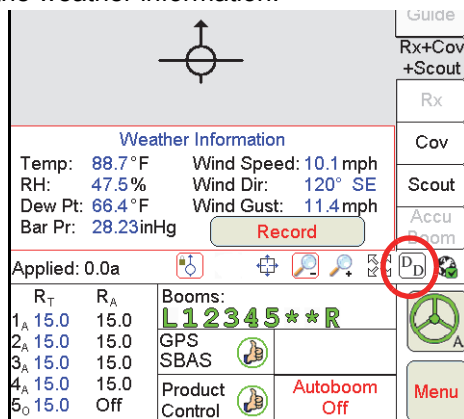 the weather information.
Guide
Rx+Cov
+Scout
Rx
Weather Information
Cov
Temp: 88.7°F Wind Speed: 10.1 mph
RH: 47.5% Wind Dir: 120° SE
Scout
Dew Pt: 66.4°F Wind Gust: 11.4 mph
Bar Pr: 28.23inHg
Record
Accu
Boom
Applied: 0.0a
DD
RT RA
Booms:
L12345**R
1A 15.0 15.0
2A 15.0 15.0
3A 15.0 15.0
4A 15.0 15.0
5O 15.0 Off
GPS
SBAS
A
Product
Control
Autoboom
Off
Menu